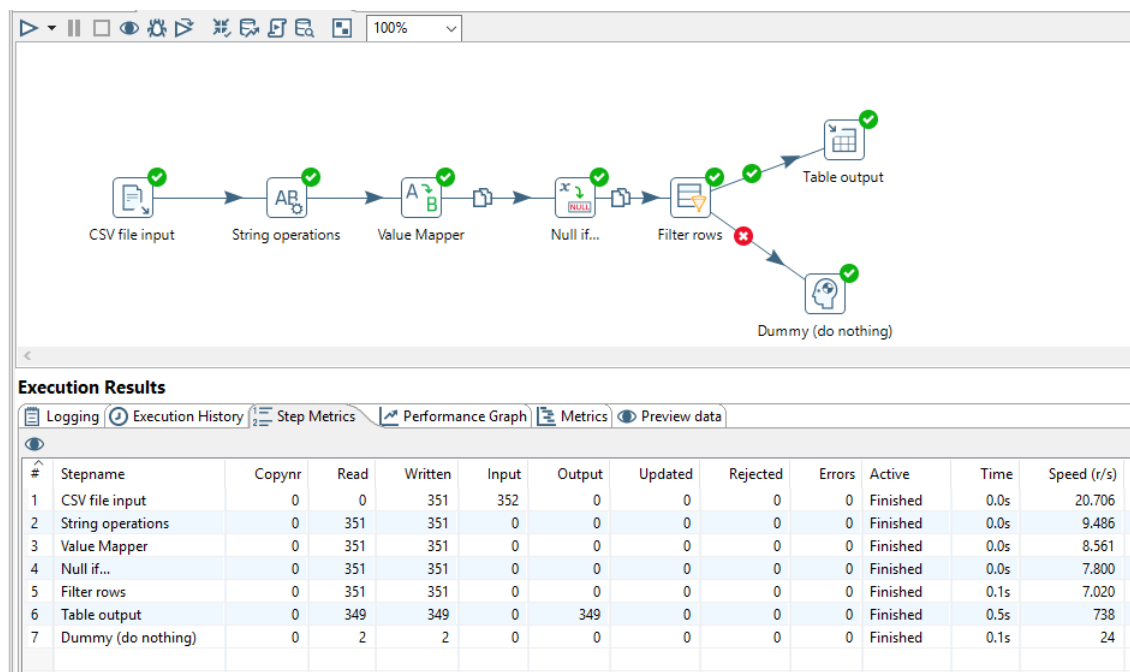 100%
AB
A
B
x
NULL
Table output
CSV file input String operations Value Mapper Null if... Filter rows
Dummy (do nothing)
Execution Results
Logging Execution History Step Metrics Performance Graph Metrics Preview data
# Stepname Copynr Read Written Input Output Updated Rejected Errors Active Time Speed (r/s)
1 CSV file input 0 0 351 352 0 0 0 0 Finished 0.0s 20.706
2 String operations 0 351 351 0 0 0 0 0 Finished 0.0s 9.486
3 Value Mapper 0 351 351 0 0 0 0 0 Finished 0.0s 8.561
4 Null if... 0 351 351 0 0 0 0 0 Finished 0.0s 7.800
5 Filter rows 0 351 351 0 0 0 0 0 Finished 0.1s 7.020
6 Table output 0 349 349 0 349 0 0 0 Finished 0.5s 738
7 Dummy (do nothing) 0 2 2 0 0 0 0 0 Finished 0.1s 24